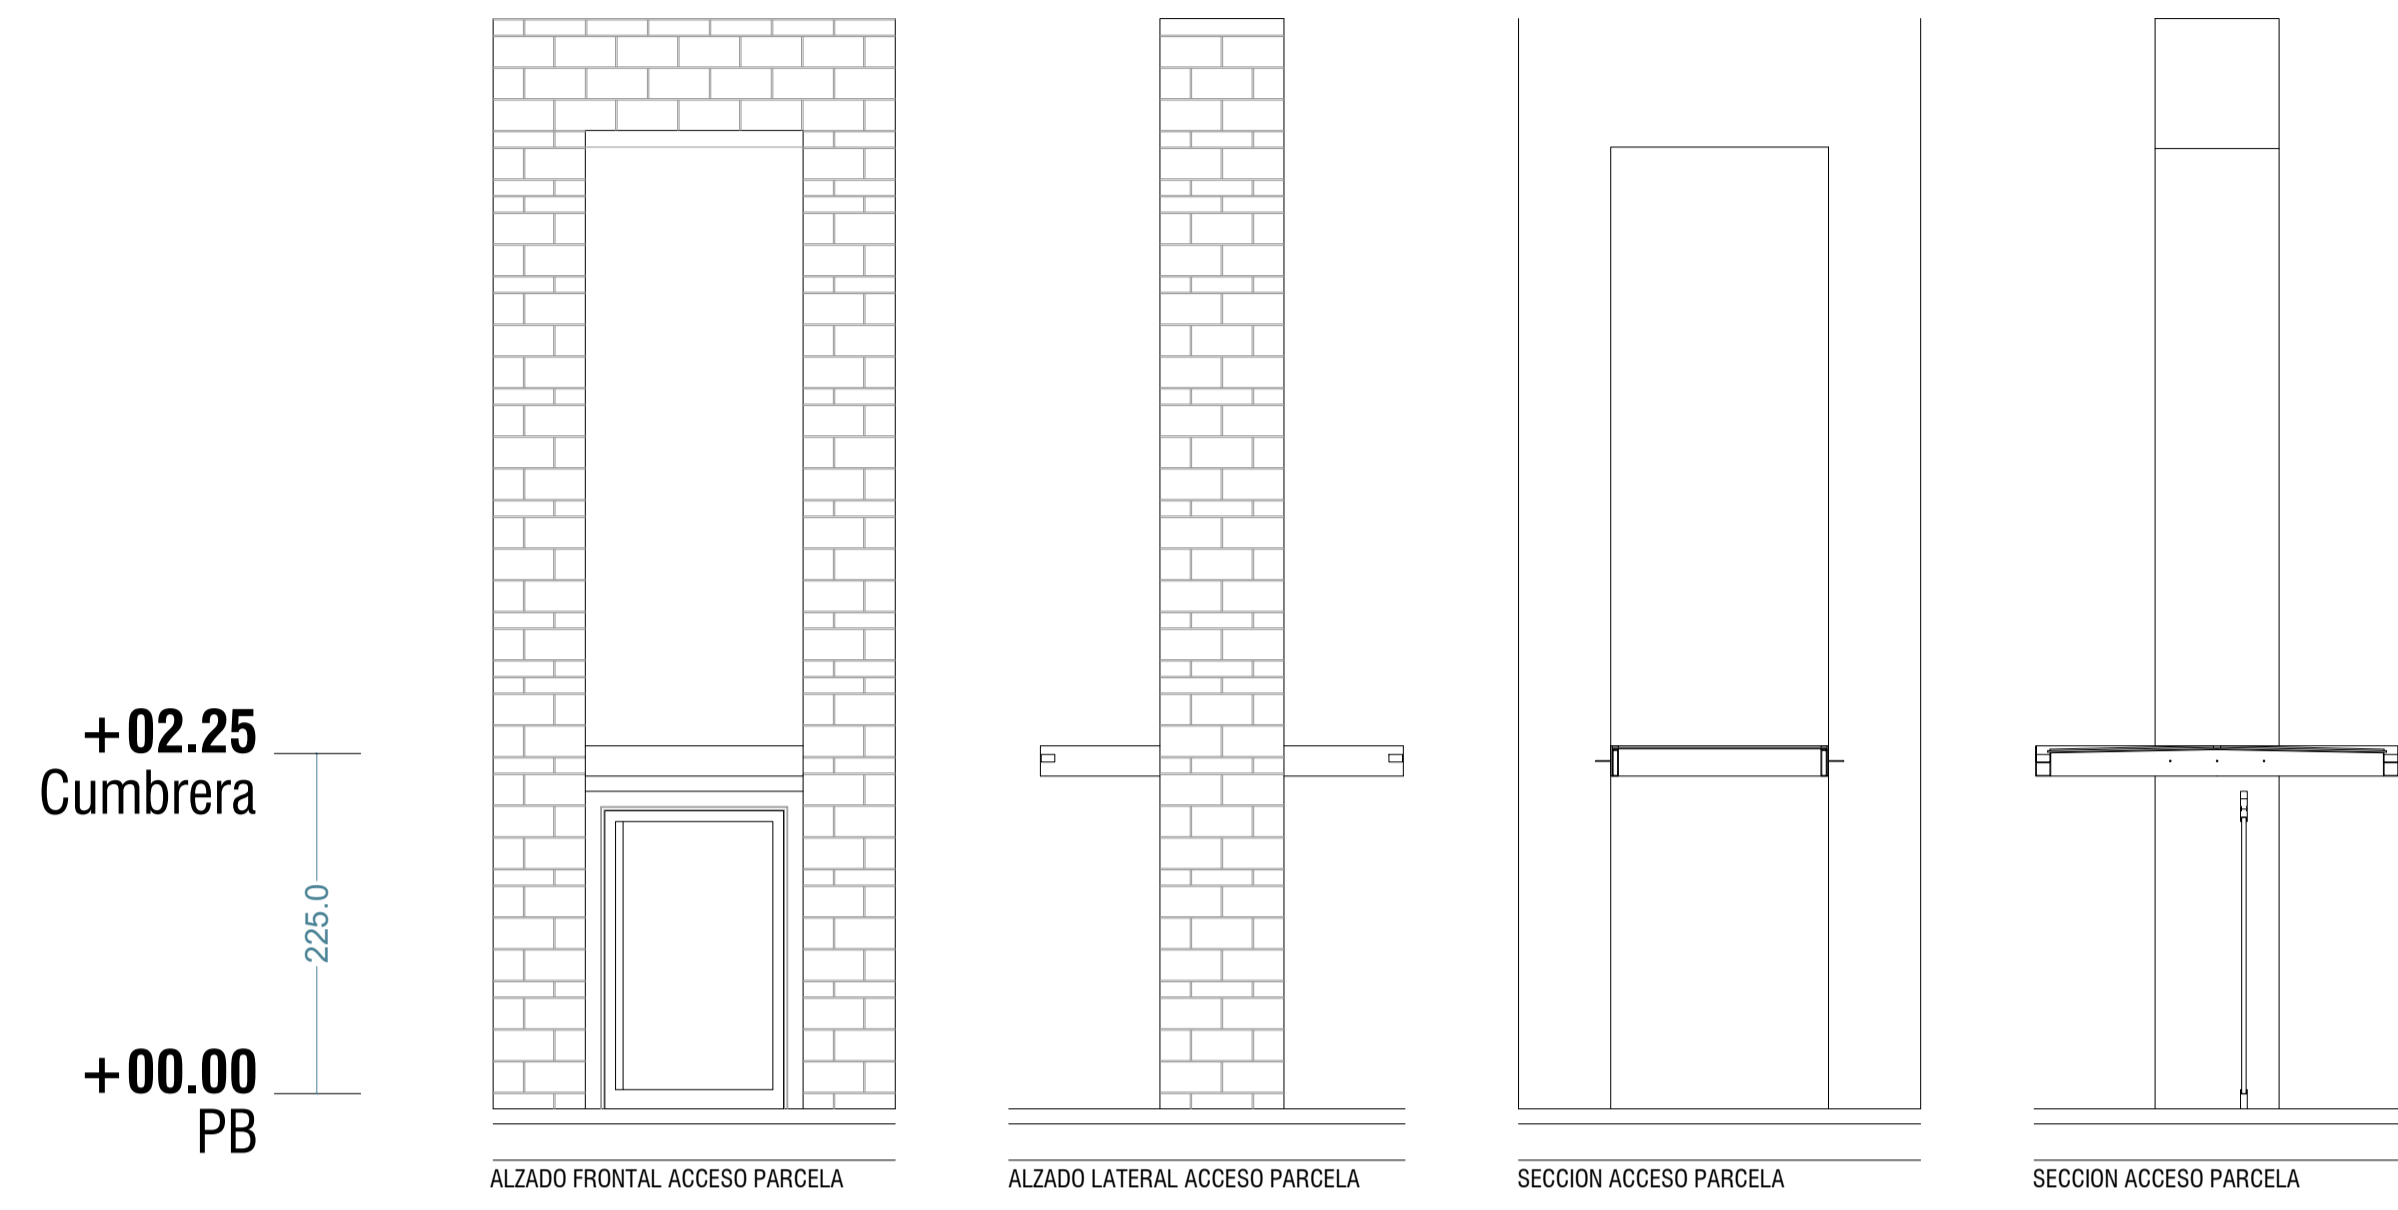 +02.25
Cumbrera
225.0
+00.00
PB
ALZADO FRONTAL ACCESO PARCELA
ALZADO LATERAL ACCESO PARCELA
SECCION ACCESO PARCELA
SECCION ACCESO PARCELA